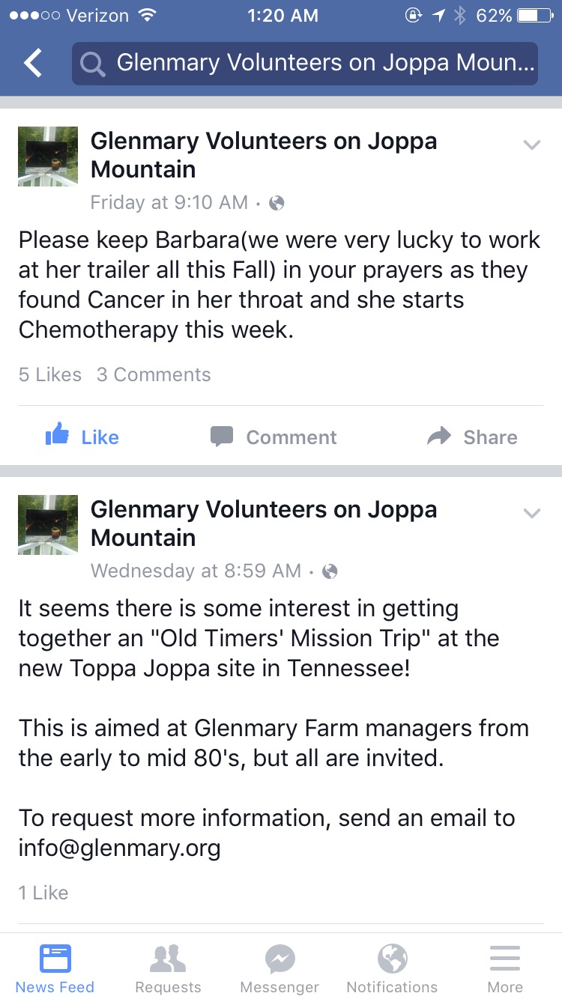 Verizon 1:20 AM 62%
Glenmary Volunteers on Joppa Moun...
Glenmary Volunteers on Joppa
Mountain
Friday at 9:10 AM ·
Please keep Barbara(we were very lucky to work
at her trailer all this Fall) in your prayers as they
found Cancer in her throat and she starts
Chemotherapy this week.
5 Likes 3 Comments
Like Comment Share
Glenmary Volunteers on Joppa
Mountain
Wednesday at 8:59 AM ·
It seems there is some interest in getting
together an "Old Timers' Mission Trip" at the
new Toppa Joppa site in Tennessee!
This is aimed at Glenmary Farm managers from
the early to mid 80's, but all are invited.
To request more information, send an email to
info@glenmary.org
1 Like
News Feed Requests Messenger Notifications More